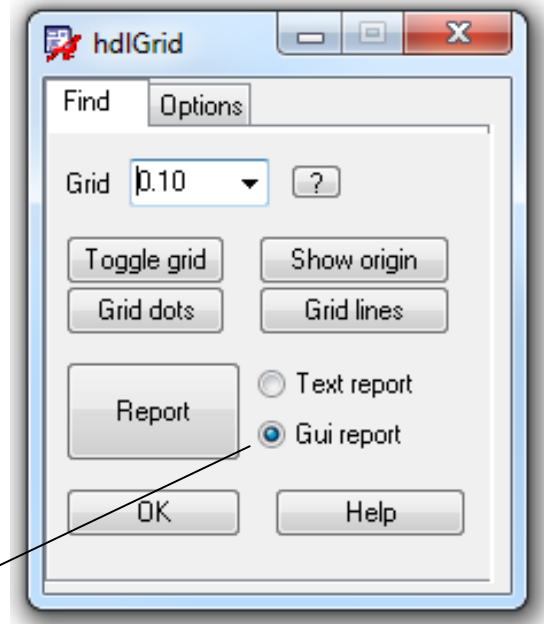 hdlGrid
Find Options
Grid 0.10 ?
Toggle grid Show origin
Grid dots Grid lines
Report
Text report
Gui report
OK Help